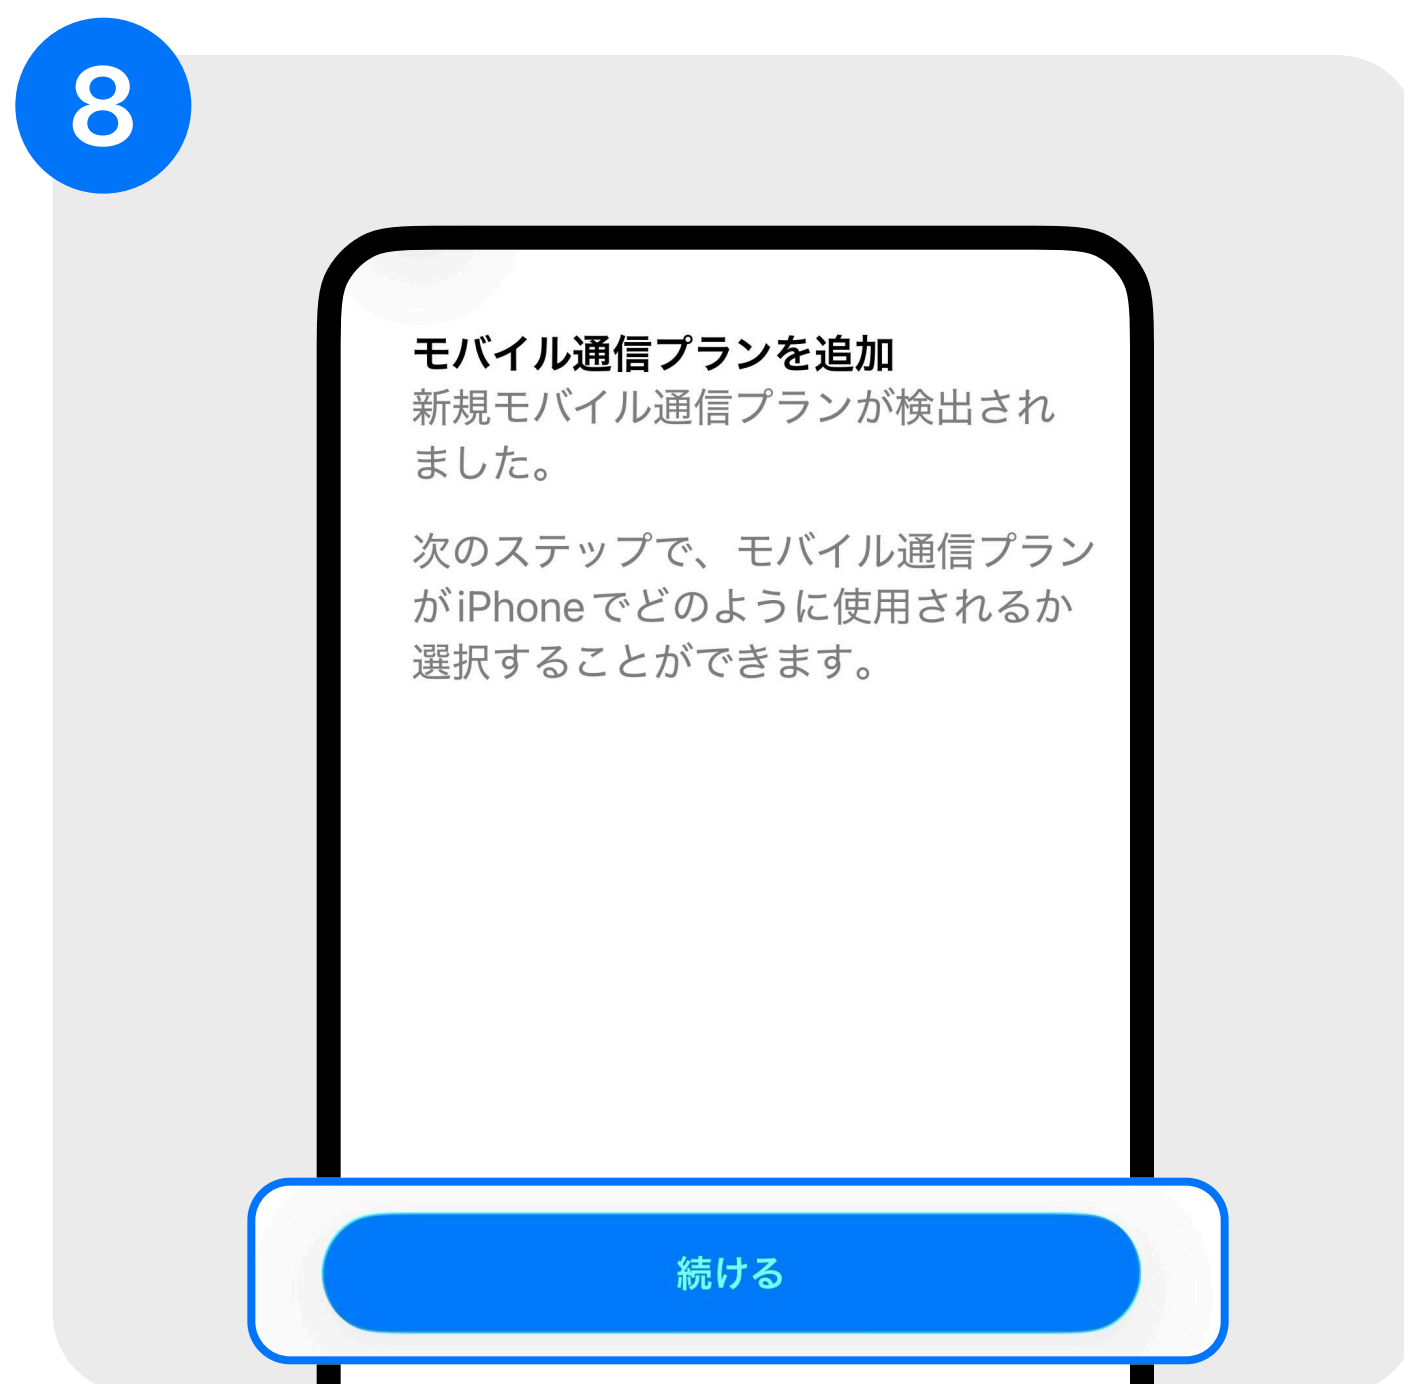 8
モバイル通信プランを追加
新規モバイル通信プランが検出され
ました。
次のステップで、モバイル通信プラン
がiPhoneでどのように使用されるか
選択することができます。
続ける